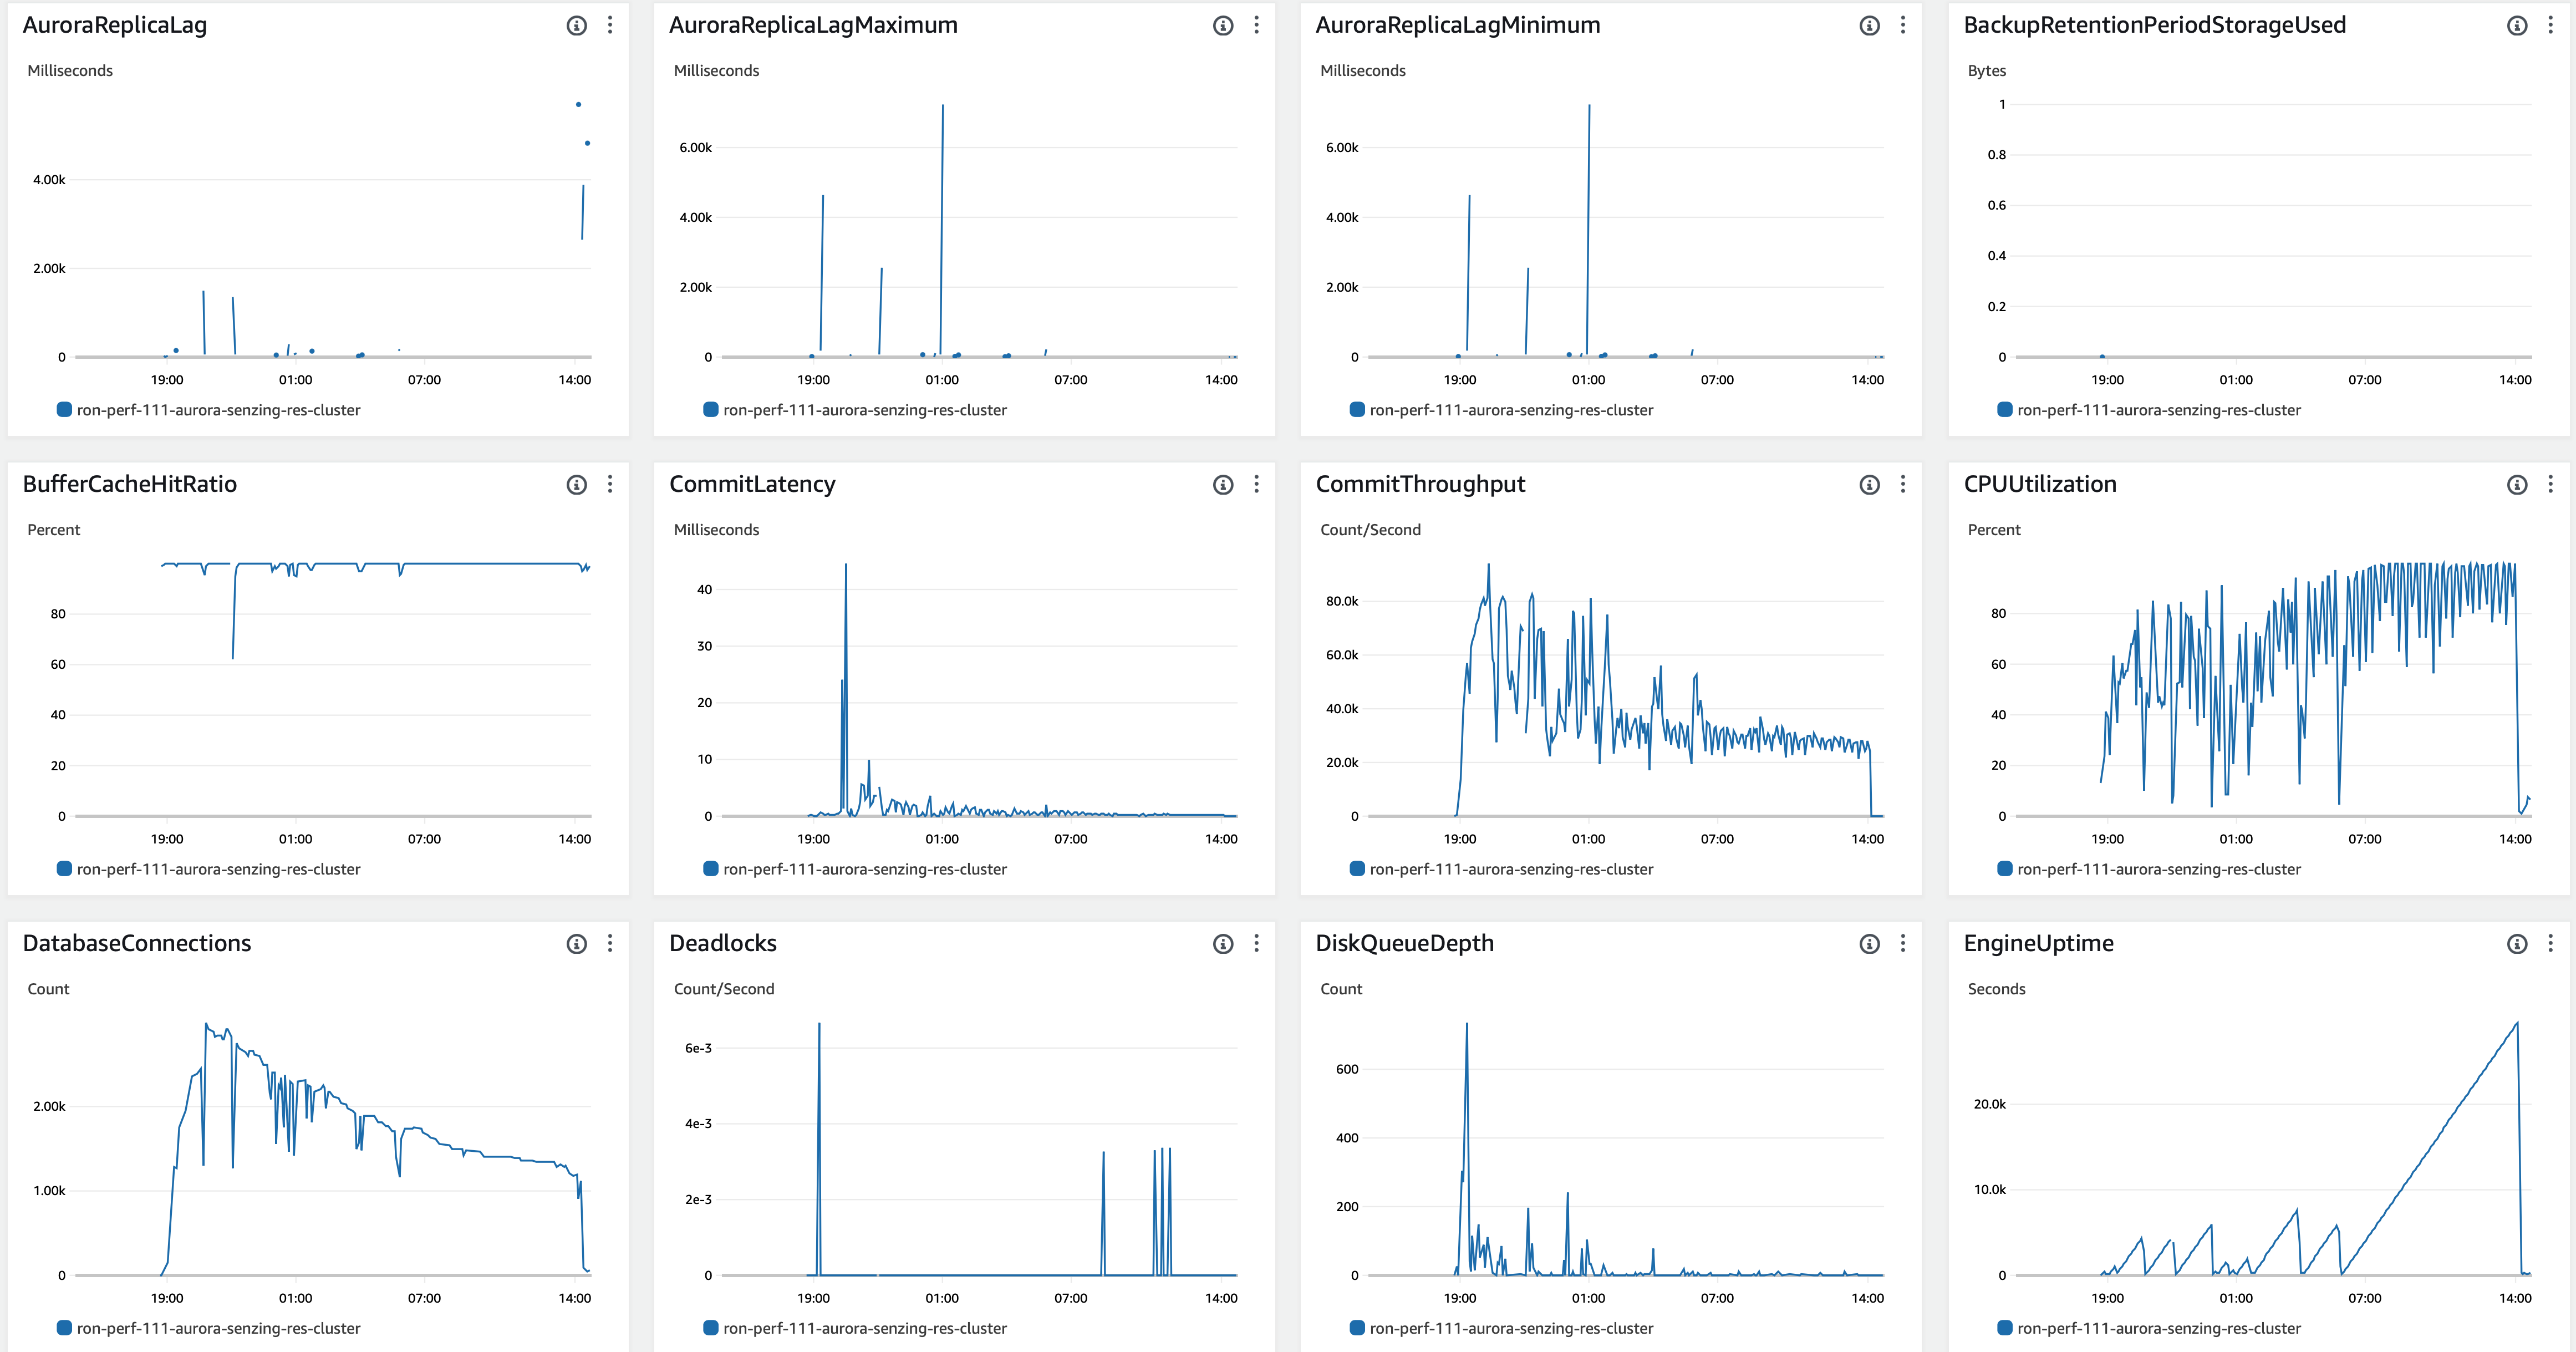 AuroraReplicaLag
Milliseconds
4.00k
2.00k
0
19:00 01:00 07:00 14:00
ron-perf-111-aurora-senzing-res-cluster
AuroraReplicaLagMaximum
Milliseconds
6.00k
4.00k
2.00k
0
19:00 01:00 07:00 14:00
ron-perf-111-aurora-senzing-res-cluster
AuroraReplicaLagMinimum
Milliseconds
6.00k
4.00k
2.00k
0
19:00 01:00 07:00 14:00
ron-perf-111-aurora-senzing-res-cluster
BackupRetentionPeriodStorageUsed
Bytes
1
0.8
0.6
0.4
0.2
0
19:00 01:00 07:00 14:00
ron-perf-111-aurora-senzing-res-cluster
BufferCacheHitRatio
Percent
80
60
40
20
0
19:00 01:00 07:00 14:00
ron-perf-111-aurora-senzing-res-cluster
CommitLatency
Milliseconds
40
30
20
10
0
19:00 01:00 07:00 14:00
ron-perf-111-aurora-senzing-res-cluster
CommitThroughput
Count/Second
80.0k
60.0k
40.0k
20.0k
0
19:00 01:00 07:00 14:00
ron-perf-111-aurora-senzing-res-cluster
CPUUtilization
Percent
80
60
40
20
0
19:00 01:00 07:00 14:00
ron-perf-111-aurora-senzing-res-cluster
DatabaseConnections
Count
2.00k
1.00k
0
19:00 01:00 07:00 14:00
ron-perf-111-aurora-senzing-res-cluster
Deadlocks
Count/Second
6e-3
4e-3
2e-3
0
19:00 01:00 07:00 14:00
ron-perf-111-aurora-senzing-res-cluster
DiskQueueDepth
Count
600
400
200
0
19:00 01:00 07:00 14:00
ron-perf-111-aurora-senzing-res-cluster
EngineUptime
Seconds
20.0k
10.0k
0
19:00 01:00 07:00 14:00
ron-perf-111-aurora-senzing-res-cluster